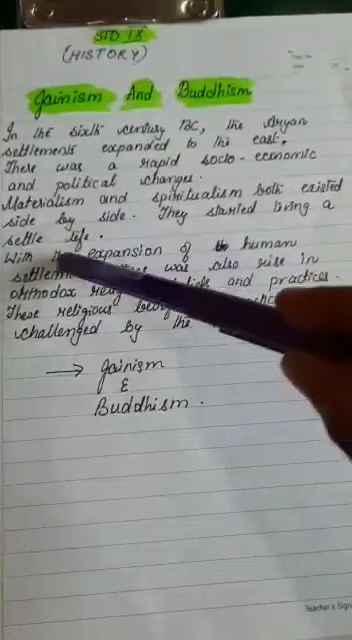 STD IX
(HISTORY)
Jainism And Buddhism
In the sixth century BC, the Aryan
settlements expanded to the east.
There was a rapid socio-economic
and political changes.
Materialism and spiritualism both existed
side by side. They started living a
settle life.
With expansion of human
was also rise in
orthodox and practices.
These religious
challenged by the
→ Jainism
&
Buddhism.
Teacher's Sign